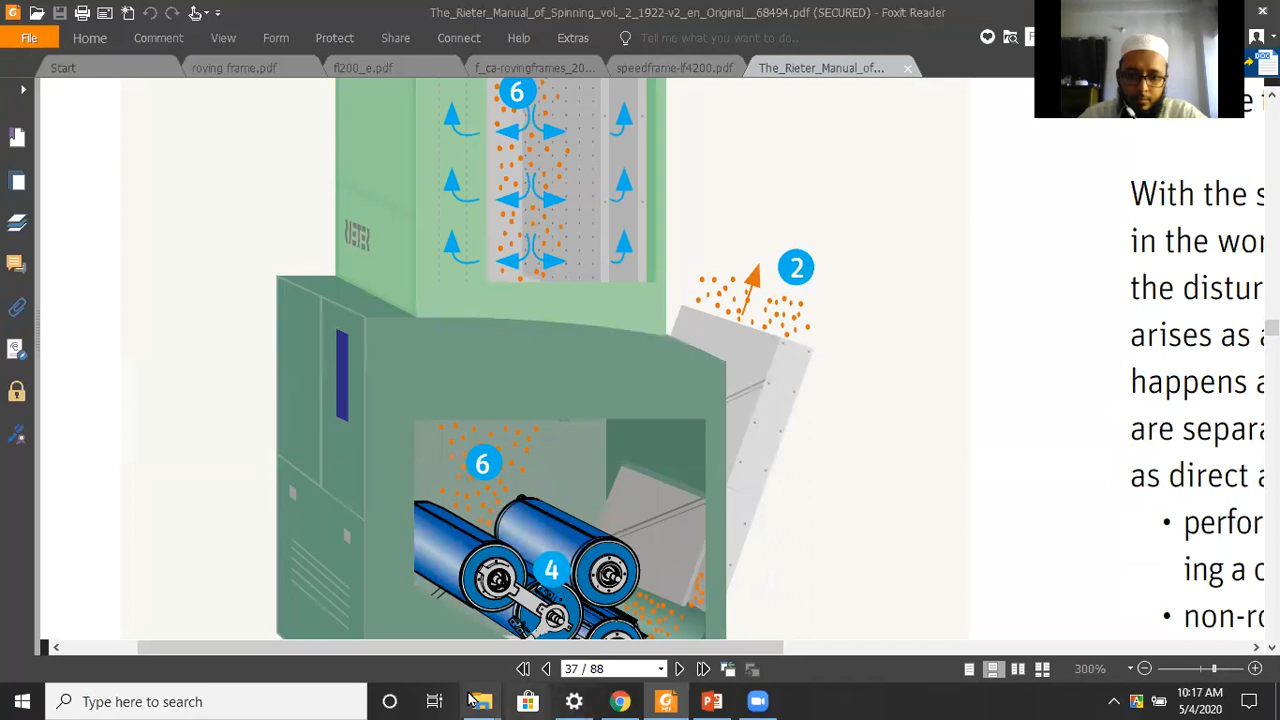 The_Rieter_Manual_of_Spinning_vol._2_1922-v2_en_Original__68494.pdf (SECURED) - Foxit Reader
File
Home
Comment
View
Form
Protect
Share
Connect
Help
Extras
Tell me what you want to do...
Start
roving frame.pdf
fl200_e.pdf
f_ca-rovingframes_20...
speedframe-lf4200.pdf
The_Rieter_Manual_of...
DOC
6
RIETER
2
6
4
With the s
in the wor
the distur
arises as a
happens a
are separa
as direct a
• perfor
ing a c
• non-ro
37 / 88
300%
Type here to search
10:17 AM
5/4/2020